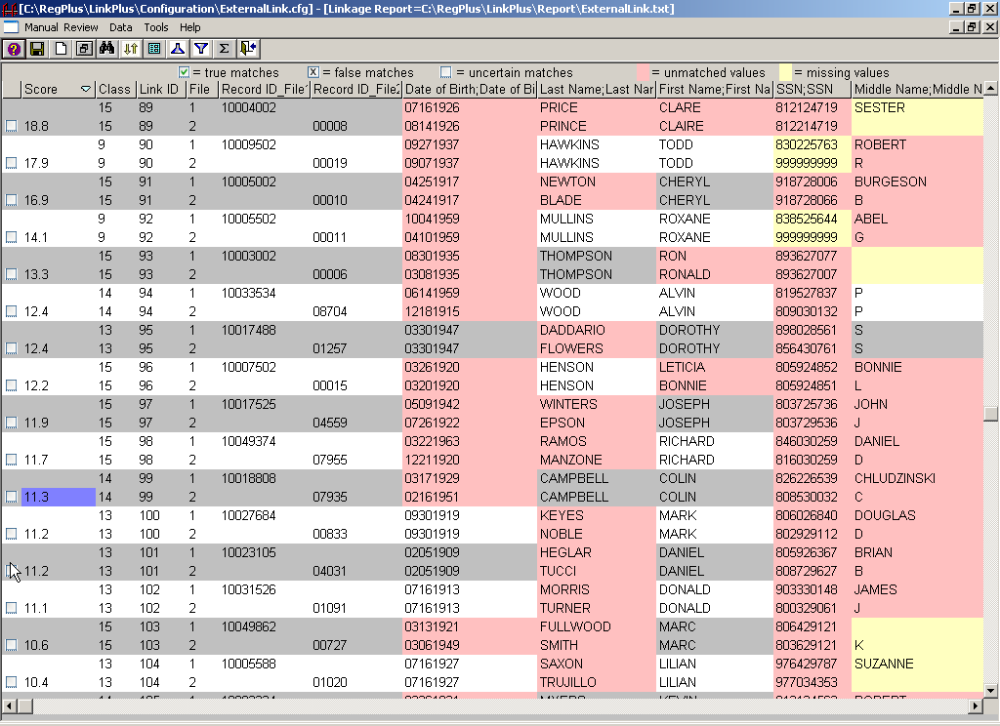 [C:\RegPlus\LinkPlus\Configuration\ExternalLink.cfg] - [Linkage Report=C:\RegPlus\LinkPlus\Report\ExternalLink.txt]
Manual Review Data Tools Help
= true matches = false matches = uncertain matches = unmatched values = missing values
Score Class Link ID File Record ID_File1 Record ID_File2 Date of Birth;Date of Bi Last Name;Last Nar First Name;First Na SSN;SSN Middle Name;Middle N
15 89 1 10004002 07161926 PRICE CLARE 812124719 SESTER
18.8 15 89 2 00008 08141926 PRINCE CLAIRE 812214719
9 90 1 10009502 09271937 HAWKINS TODD 830225763 ROBERT
17.9 9 90 2 00019 09071937 HAWKINS TODD 999999999 R
15 91 1 10005002 04251917 NEWTON CHERYL 918728006 BURGESON
16.9 15 91 2 00010 04241917 BLADE CHERYL 918728066 B
9 92 1 10005502 10041959 MULLINS ROXANE 838525644 ABEL
14.1 9 92 2 00011 04101959 MULLINS ROXANE 999999999 G
15 93 1 10003002 08301935 THOMPSON RON 893627077
13.3 15 93 2 00006 03081935 THOMPSON RONALD 893627007
14 94 1 10033534 06141959 WOOD ALVIN 819527837 P
12.4 14 94 2 08704 12181915 WOOD ALVIN 809030132 P
13 95 1 10017488 03301947 DADDARIO DOROTHY 898028561 S
12.4 13 95 2 01257 03301947 FLOWERS DOROTHY 856430761 S
15 96 1 10007502 03261920 HENSON LETICIA 805924852 BONNIE
12.2 15 96 2 00015 03201920 HENSON BONNIE 805924851 L
15 97 1 10017525 05091942 WINTERS JOSEPH 803725736 JOHN
11.9 15 97 2 04559 07261922 EPSON JOSEPH 803729536 J
15 98 1 10049374 03221963 RAMOS RICHARD 846030259 DANIEL
11.7 15 98 2 07955 12211920 MANZONE RICHARD 816030259 D
14 99 1 10018808 03171929 CAMPBELL COLIN 826226539 CHLUDZINSKI
11.3 14 99 2 07935 02161951 CAMPBELL COLIN 808530032 C
13 100 1 10027684 09301919 KEYES MARK 806026840 DOUGLAS
11.2 13 100 2 00833 09301919 NOBLE MARK 802929112 D
13 101 1 10023105 02051909 HEGLAR DANIEL 805926367 BRIAN
11.2 13 101 2 04031 02051909 TUCCI DANIEL 808729627 B
13 102 1 10031526 07161913 MORRIS DONALD 903330148 JAMES
11.1 13 102 2 01091 07161913 TURNER DONALD 800329061 J
15 103 1 10049862 03131921 FULLWOOD MARC 806429121
10.6 15 103 2 00727 03061949 SMITH MARC 803629121 K
13 104 1 10005588 07161927 SAXON LILIAN 976429787 SUZANNE
10.4 13 104 2 01020 07161927 TRUJILLO LILIAN 977034353